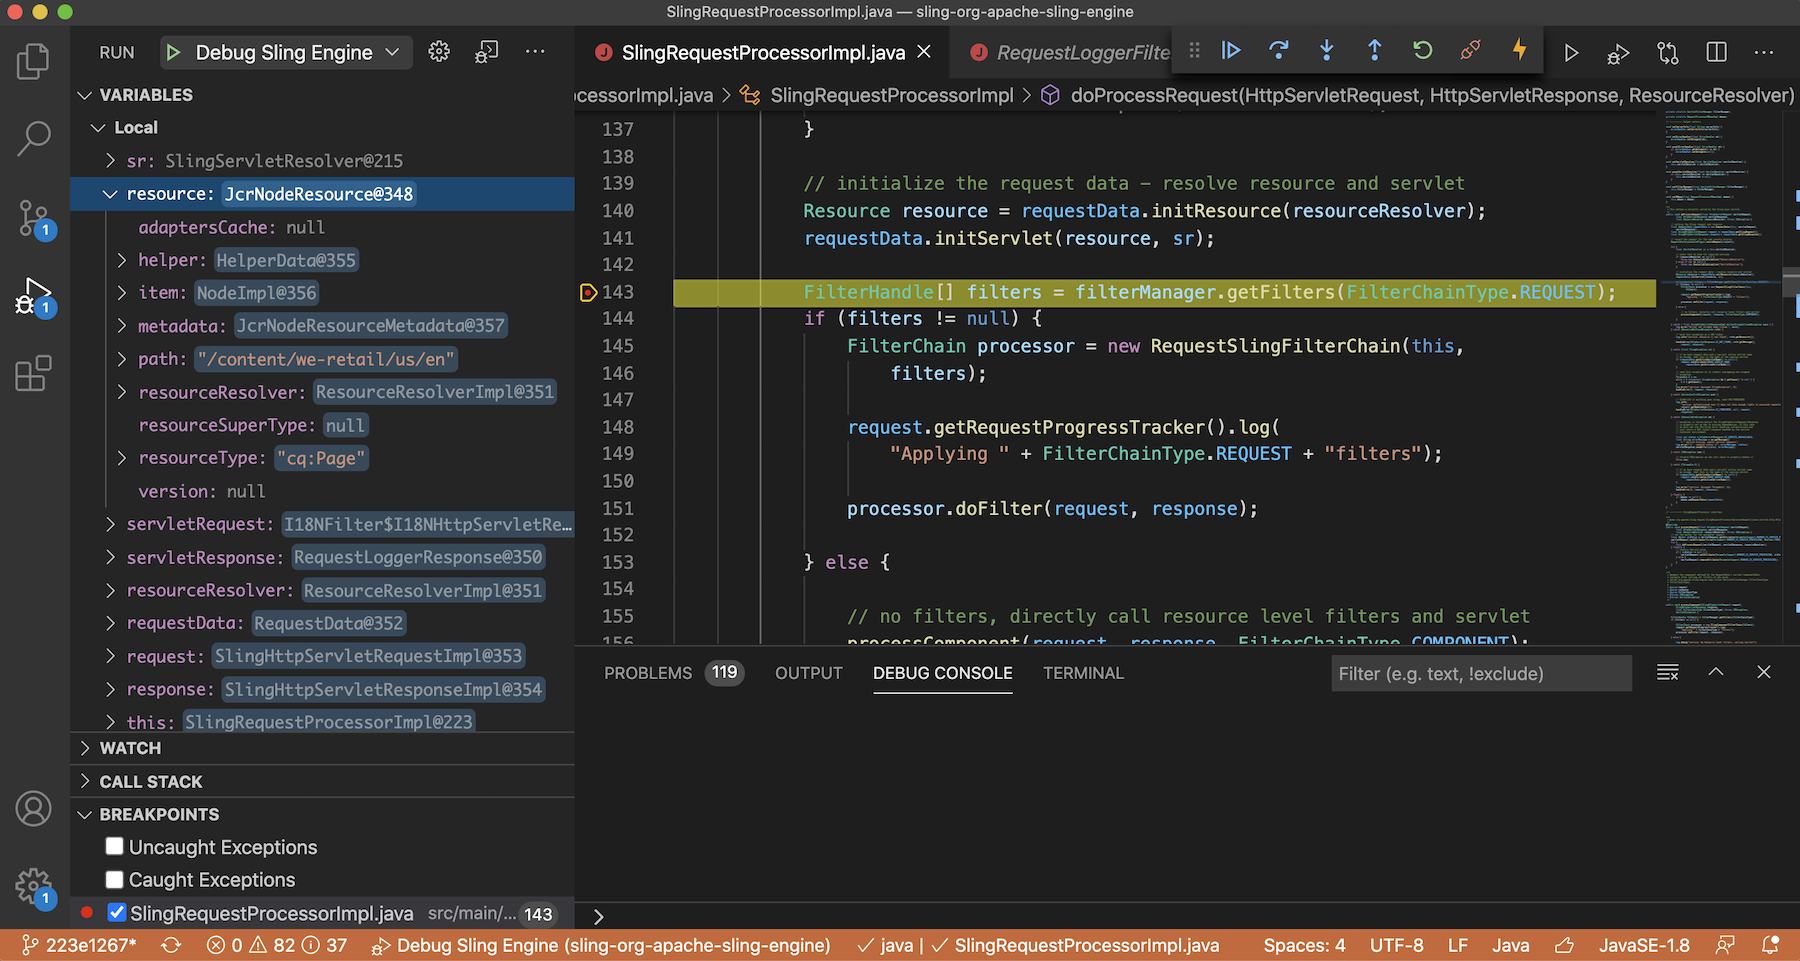 SlingRequestProcessorImpl.java — sling-org-apache-sling-engine
RUN
Debug Sling Engine
SlingRequestProcessorImpl.java
RequestLoggerFilte
VARIABLES
Local
sr: SlingServletResolver@215
resource: JcrNodeResource@348
adaptersCache: null
helper: HelperData@355
item: NodeImpl@356
metadata: JcrNodeResourceMetadata@357
path: "/content/we-retail/us/en"
resourceResolver: ResourceResolverImpl@351
resourceSuperType: null
resourceType: "cq:Page"
version: null
servletRequest: I18NFilter$I18NHttpServletRe…
servletResponse: RequestLoggerResponse@350
resourceResolver: ResourceResolverImpl@351
requestData: RequestData@352
request: SlingHttpServletRequestImpl@353
response: SlingHttpServletResponseImpl@354
this: SlingRequestProcessorImpl@223
WATCH
CALL STACK
BREAKPOINTS
Uncaught Exceptions
Caught Exceptions
SlingRequestProcessorImpl.java src/main/... 143
1
1
1
cessorImpl.java > SlingRequestProcessorImpl > doProcessRequest(HttpServletRequest, HttpServletResponse, ResourceResolver)
137 }
138
139 // initialize the request data – resolve resource and servlet
140 Resource resource = requestData.initResource(resourceResolver);
141 requestData.initServlet(resource, sr);
142
143 FilterHandle[] filters = filterManager.getFilters(FilterChainType.REQUEST);
144 if (filters != null) {
145 FilterChain processor = new RequestSlingFilterChain(this,
146 filters);
147
148 request.getRequestProgressTracker().log(
149 "Applying " + FilterChainType.REQUEST + "filters");
150
151 processor.doFilter(request, response);
152
153 } else {
154
155 // no filters, directly call resource level filters and servlet
156 processComponent(request, response, FilterChainType.COMPONENT);
PROBLEMS 119 OUTPUT DEBUG CONSOLE TERMINAL
Filter (e.g. text, !exclude)
223e1267* 0 82 37 Debug Sling Engine (sling-org-apache-sling-engine) java | SlingRequestProcessorImpl.java Spaces: 4 UTF-8 LF Java JavaSE-1.8